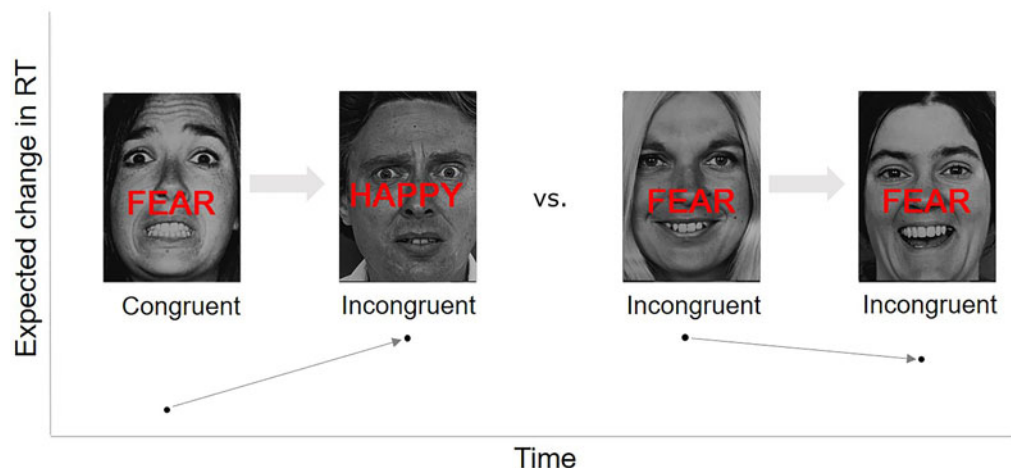 Expected change in RT
FEAR
HAPPY
vs.
FEAR
FEAR
Congruent
Incongruent
Incongruent
Incongruent
Time